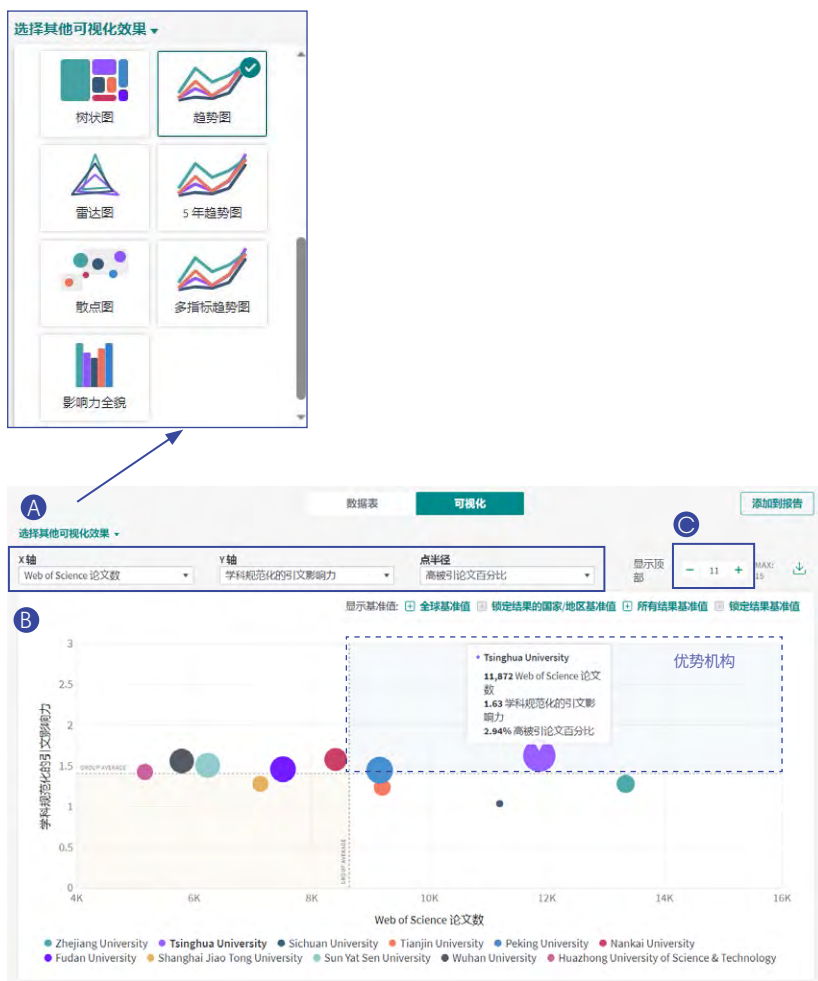 选择其他可视化效果
树状图
趋势图
雷达图
5 年趋势图
散点图
多指标趋势图
影响力全貌
A
数据表
可视化
添加到报告
选择其他可视化效果
C
X 轴
Y 轴
点半径
Web of Science 论文数
学科规范化的引文影响力
高被引论文百分比
显示顶
部
11
MAX:
15
B
显示基准值: 全球基准值 锁定结果的国家/地区基准值 所有结果基准值 锁定结果基准值
3
2.5
2
1.5
1
0.5
0
学科规范化的引文影响力
GROUP AVERAGE
GROUP AVERAGE
优势机构
Tsinghua University
11,872 Web of Science 论文
数
1.63 学科规范化的引文影
响力
2.94% 高被引论文百分比
4K
6K
8K
10K
12K
14K
16K
Web of Science 论文数
Zhejiang University Tsinghua University Sichuan University Tianjin University Peking University Nankai University
Fudan University Shanghai Jiao Tong University Sun Yat Sen University Wuhan University Huazhong University of Science & Technology